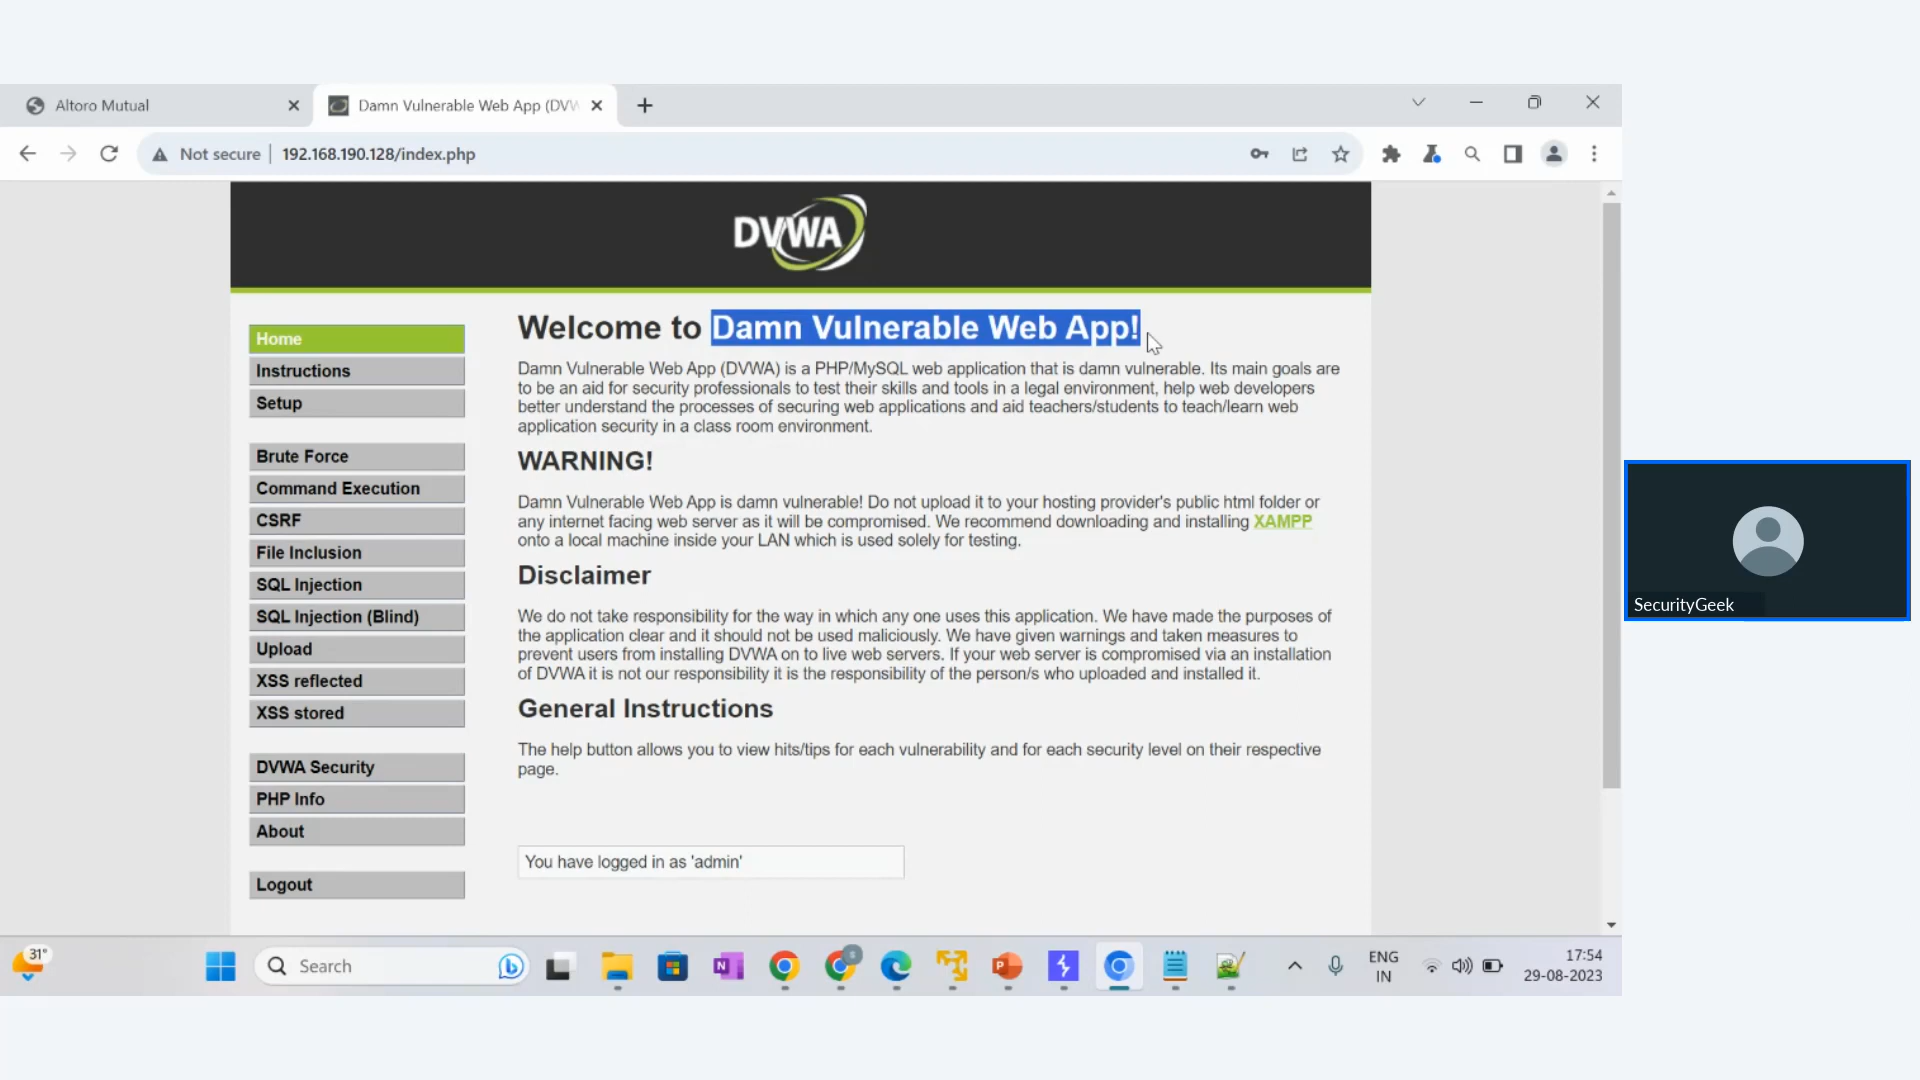 Altoro Mutual
Damn Vulnerable Web App (DVW
Not secure
192.168.190.128/index.php
DVWA
Home
Instructions
Setup
Brute Force
Command Execution
CSRF
File Inclusion
SQL Injection
SQL Injection (Blind)
Upload
XSS reflected
XSS stored
DVWA Security
PHP Info
About
Logout
Welcome to Damn Vulnerable Web App!
Damn Vulnerable Web App (DVWA) is a PHP/MySQL web application that is damn vulnerable. Its main goals are
to be an aid for security professionals to test their skills and tools in a legal environment, help web developers
better understand the processes of securing web applications and aid teachers/students to teach/learn web
application security in a class room environment.
WARNING!
Damn Vulnerable Web App is damn vulnerable! Do not upload it to your hosting provider's public html folder or
any internet facing web server as it will be compromised. We recommend downloading and installing XAMPP
onto a local machine inside your LAN which is used solely for testing.
Disclaimer
We do not take responsibility for the way in which any one uses this application. We have made the purposes of
the application clear and it should not be used maliciously. We have given warnings and taken measures to
prevent users from installing DVWA on to live web servers. If your web server is compromised via an installation
of DVWA it is not our responsibility it is the responsibility of the person/s who uploaded and installed it.
General Instructions
The help button allows you to view hits/tips for each vulnerability and for each security level on their respective
page.
You have logged in as 'admin'
SecurityGeek
31°
Search
N
P
ENG
IN
17:54
29-08-2023